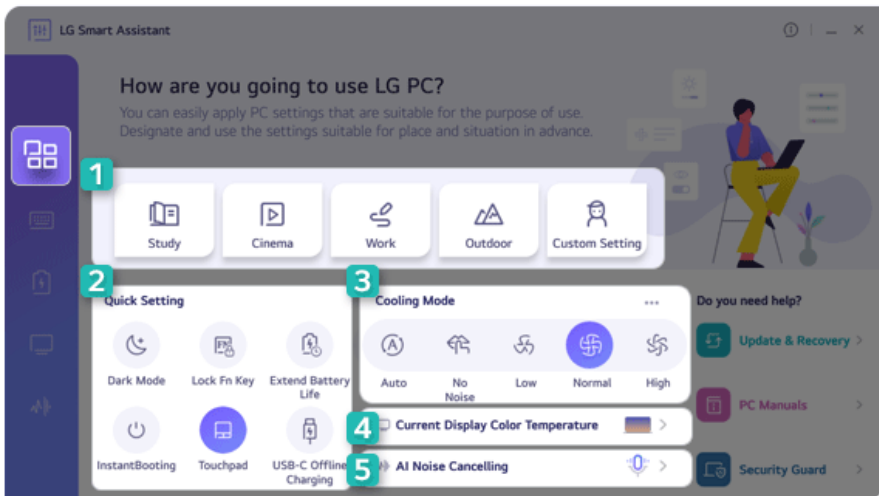 LG Smart Assistant
How are you going to use LG PC?
You can easily apply PC settings that are suitable for the purpose of use.
Designate and use the settings suitable for place and situation in advance.
1
Study
Cinema
Work
Outdoor
Custom Setting
2
Quick Setting
Dark Mode
Lock Fn Key
Extend Battery
Life
InstantBooting
Touchpad
USB-C Offline
Charging
3
Cooling Mode
Auto
No
Noise
Low
Normal
High
4
Current Display Color Temperature
5
AI Noise Cancelling
Do you need help?
Update & Recovery
PC Manuals
Security Guard